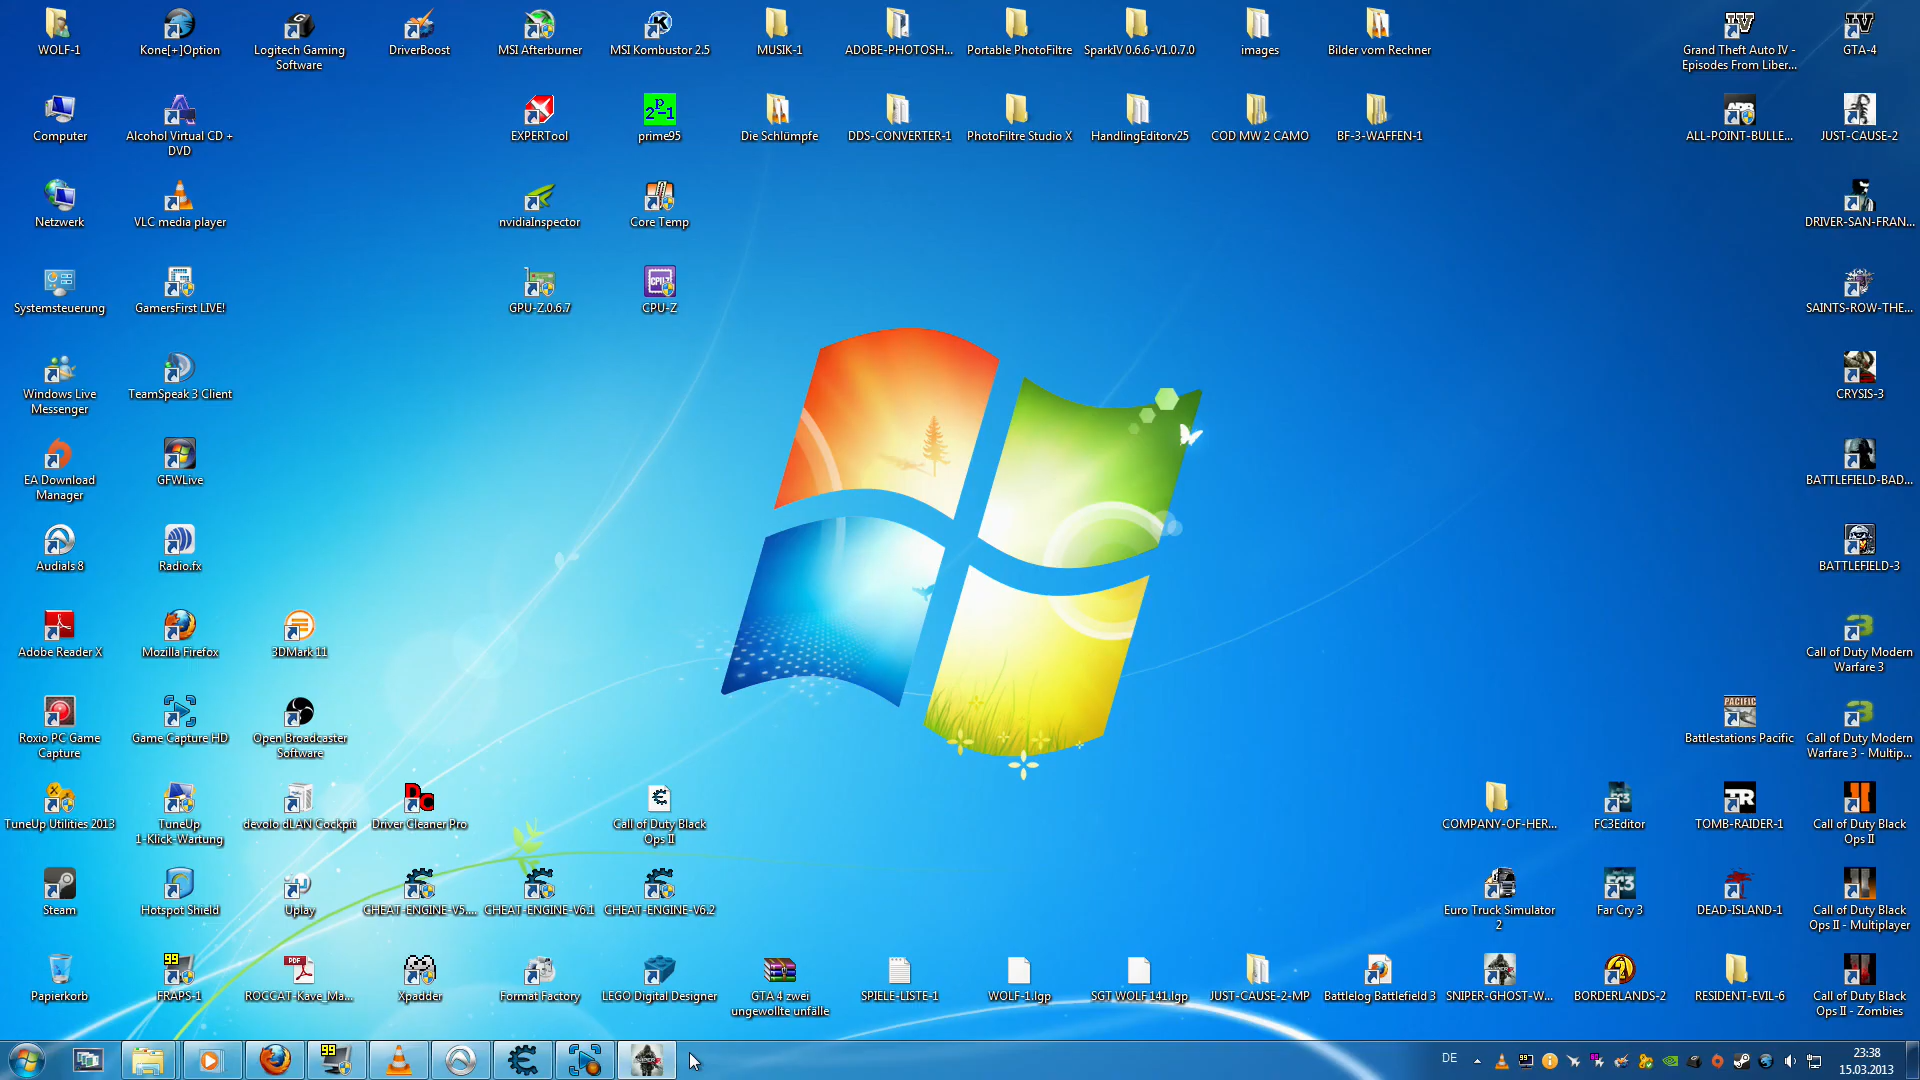 WOLF-1
Kone[+]Option
Logitech Gaming
Software
DriverBoost
MSI Afterburner
MSI Kombustor 2.5
MUSIK-1
ADOBE-PHOTOSH...
Portable PhotoFiltre
SparkIV 0.6.6-V1.0.7.0
images
Bilder vom Rechner
Grand Theft Auto IV -
Episodes From Liber...
GTA-4
Computer
Alcohol Virtual CD +
DVD
EXPERTool
prime95
Die Schlümpfe
DDS-CONVERTER-1
PhotoFiltre Studio X
HandlingEditorv25
COD MW 2 CAMO
BF-3-WAFFEN-1
ALL-POINT-BULLE...
JUST-CAUSE-2
Netzwerk
VLC media player
nvidiaInspector
Core Temp
DRIVER-SAN-FRAN...
Systemsteuerung
GamersFirst LIVE!
GPU-Z.0.6.7
CPU-Z
SAINTS-ROW-THE...
Windows Live
Messenger
TeamSpeak 3 Client
CRYSIS-3
EA Download
Manager
GFWLive
BATTLEFIELD-BAD...
Audials 8
Radio.fx
BATTLEFIELD-3
Adobe Reader X
Mozilla Firefox
3DMark 11
Call of Duty Modern
Warfare 3
Roxio PC Game
Capture
Game Capture HD
Open Broadcaster
Software
Battlestations Pacific
Call of Duty Modern
Warfare 3 - Multip...
TuneUp Utilities 2013
TuneUp
1-Klick-Wartung
devolo dLAN Cockpit
Driver Cleaner Pro
Call of Duty Black
Ops II
COMPANY-OF-HER...
FC3Editor
TOMB-RAIDER-1
Call of Duty Black
Ops II
Steam
Hotspot Shield
Uplay
CHEAT-ENGINE-V5....
CHEAT-ENGINE-V6.1
CHEAT-ENGINE-V6.2
Euro Truck Simulator
2
Far Cry 3
DEAD-ISLAND-1
Call of Duty Black
Ops II - Multiplayer
Papierkorb
FRAPS-1
ROCCAT-Kave_Ma...
Xpadder
Format Factory
LEGO Digital Designer
GTA 4 zwei
ungewollte unfälle
SPIELE-LISTE-1
WOLF-1.lgp
SGT WOLF 141.lgp
JUST-CAUSE-2-MP
Battlelog Battlefield 3
SNIPER-GHOST-W...
BORDERLANDS-2
RESIDENT-EVIL-6
Call of Duty Black
Ops II - Zombies
DE
23:38
15.03.2013